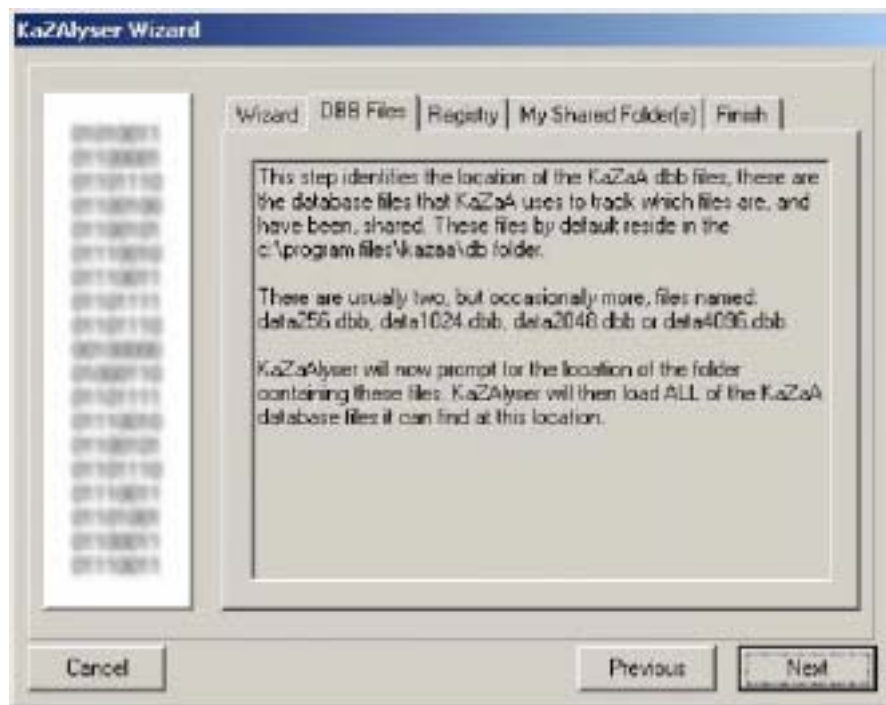 KaZAlyser Wizard
Wizard DBB Files Registry My Shared Folder(s) Finish
This step identifies the location of the KaZaA dbb files, these are
the database files that KaZaA uses to track which files are, and
have been, shared. These files by default reside in the
c:\program files\kazaa\db folder.
There are usually two, but occasionally more, files named:
data256.dbb, data1024.dbb, data2048.dbb or data4096.dbb
KaZaAlyser will now prompt for the location of the folder
containing these files. KaZAlyser will then load ALL of the KaZaA
database files it can find at this location.
Cancel Previous Next